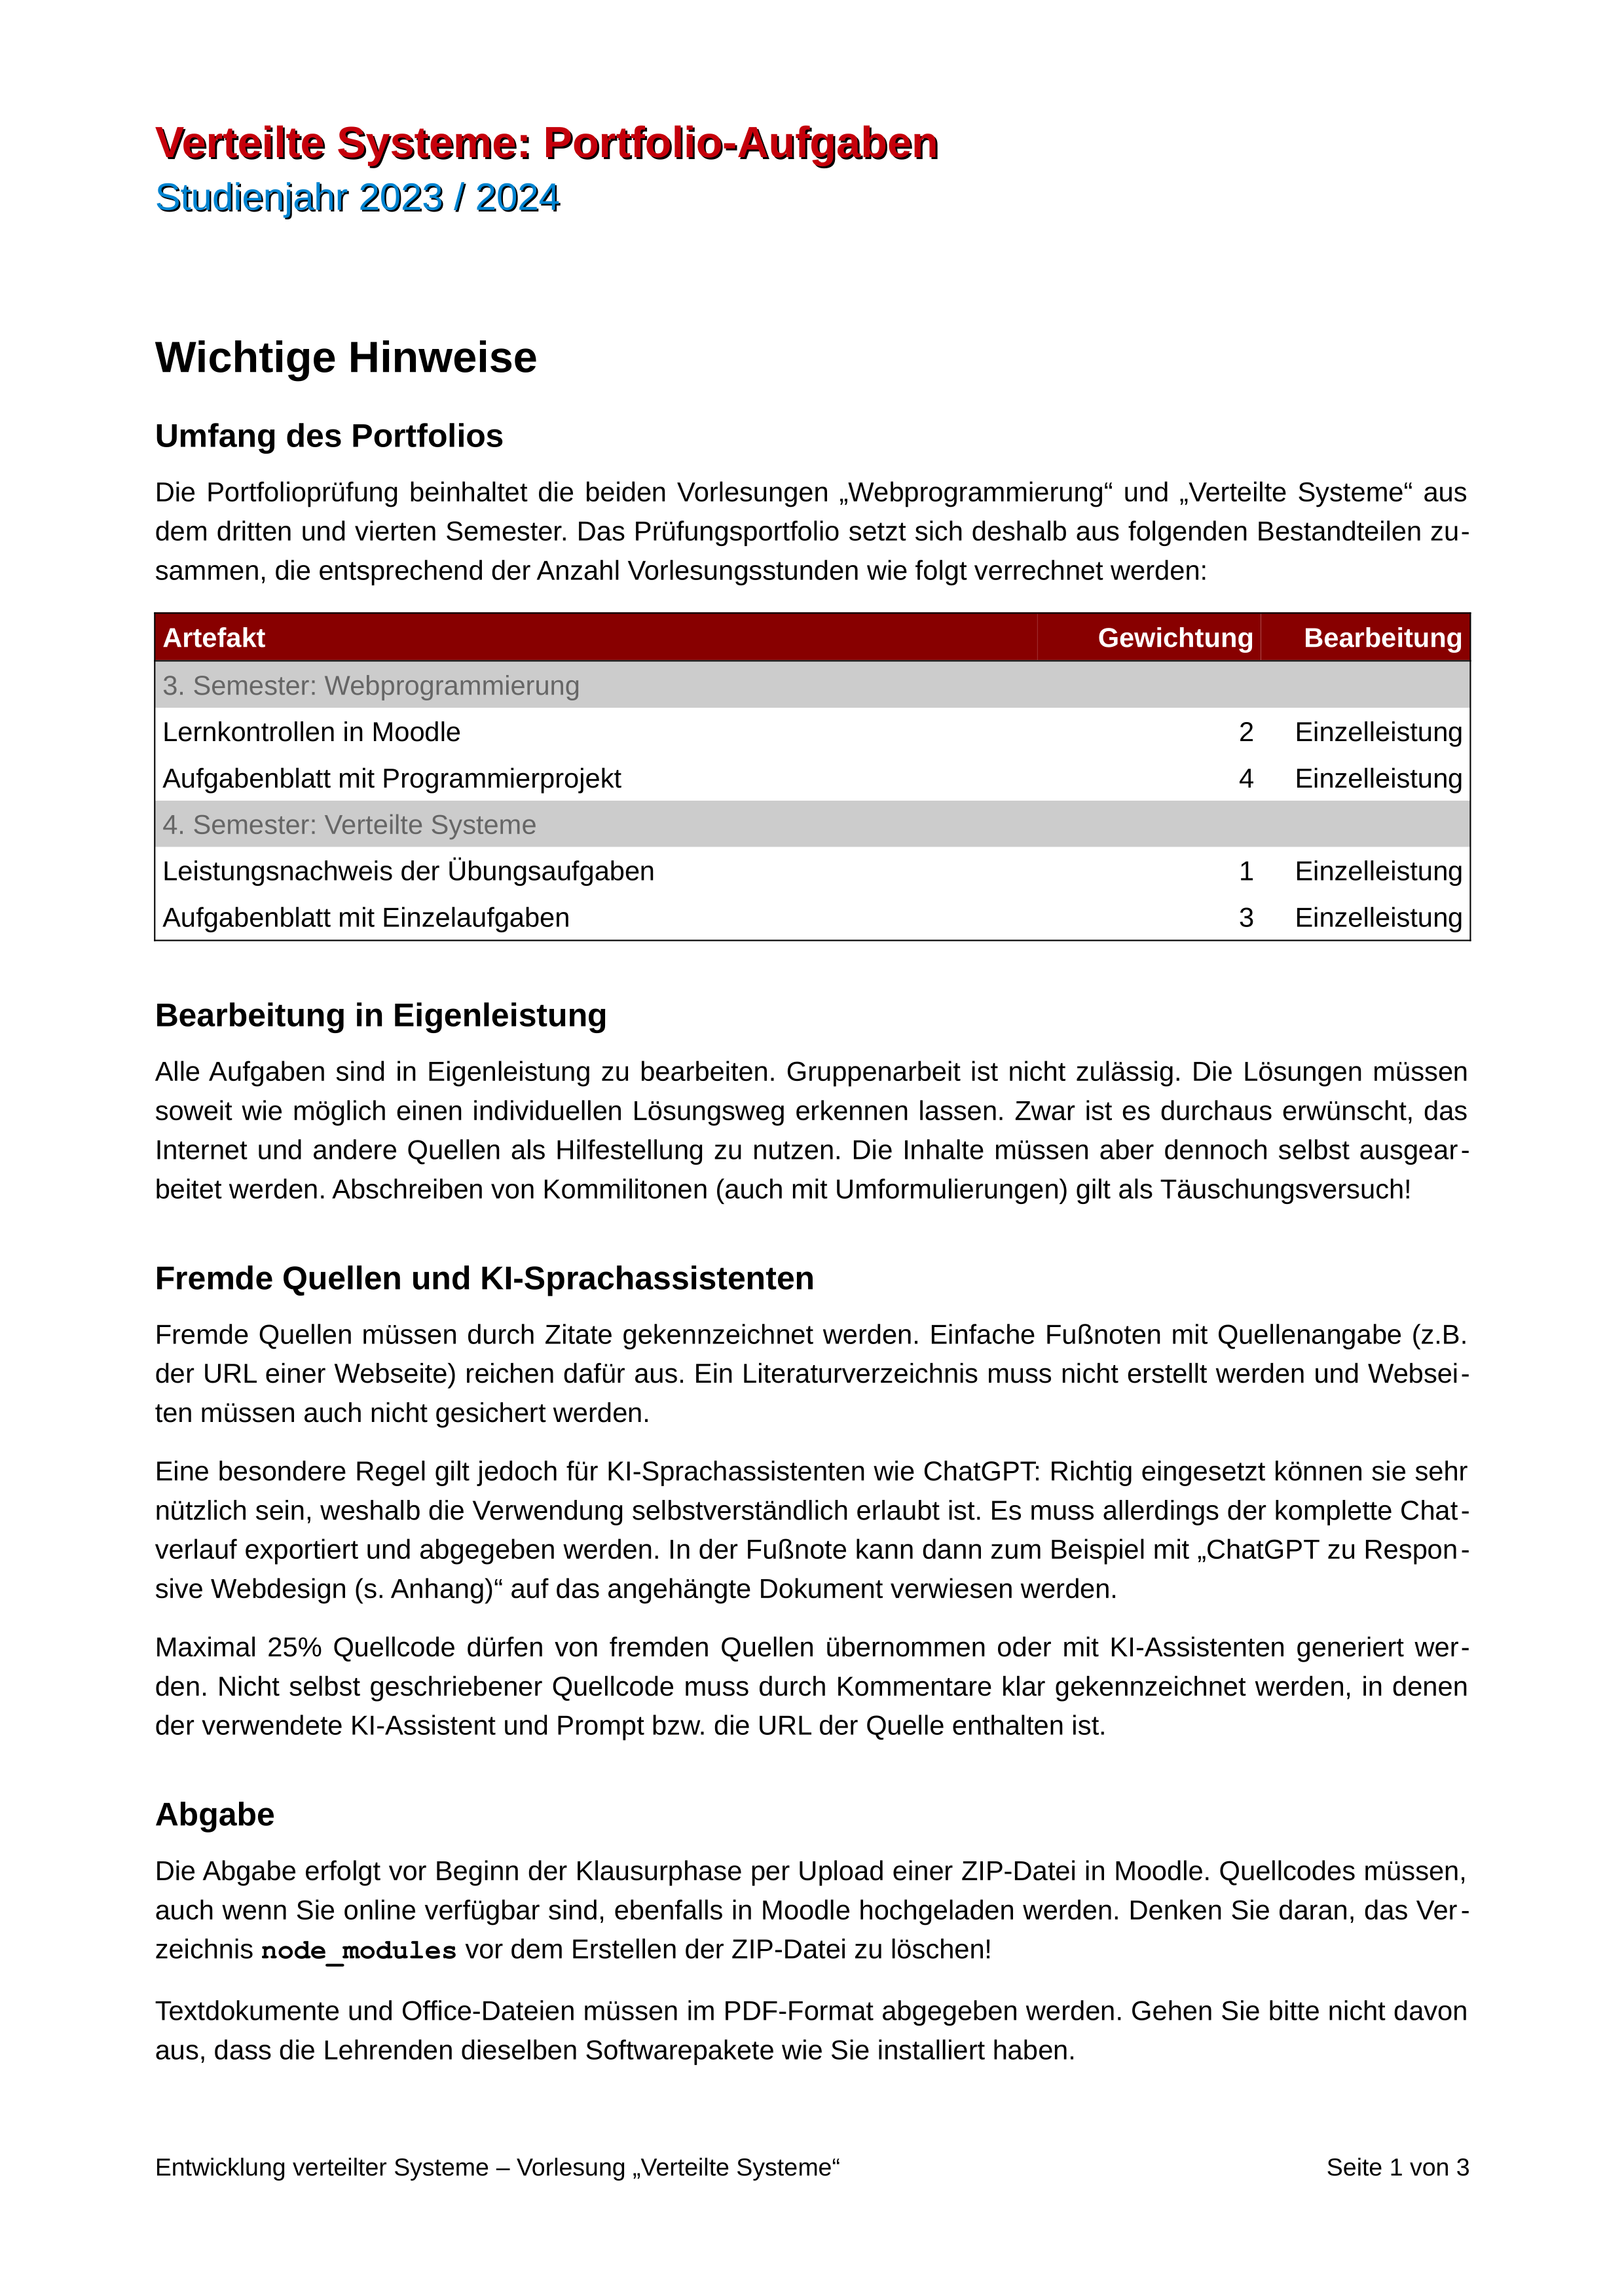 Verteilte Systeme: Portfolio-Aufgaben
Studienjahr 2023 / 2024
Wichtige Hinweise
Umfang des Portfolios
Die Portfolioprüfung beinhaltet die beiden Vorlesungen „Webprogrammierung“ und „Verteilte Systeme“ aus
dem dritten und vierten Semester. Das Prüfungsportfolio setzt sich deshalb aus folgenden Bestandteilen zu-
sammen, die entsprechend der Anzahl Vorlesungsstunden wie folgt verrechnet werden:
Artefakt Gewichtung Bearbeitung
3. Semester: Webprogrammierung
Lernkontrollen in Moodle 2 Einzelleistung
Aufgabenblatt mit Programmierprojekt 4 Einzelleistung
4. Semester: Verteilte Systeme
Leistungsnachweis der Übungsaufgaben 1 Einzelleistung
Aufgabenblatt mit Einzelaufgaben 3 Einzelleistung
Bearbeitung in Eigenleistung
Alle Aufgaben sind in Eigenleistung zu bearbeiten. Gruppenarbeit ist nicht zulässig. Die Lösungen müssen
soweit wie möglich einen individuellen Lösungsweg erkennen lassen. Zwar ist es durchaus erwünscht, das
Internet und andere Quellen als Hilfestellung zu nutzen. Die Inhalte müssen aber dennoch selbst ausgear-
beitet werden. Abschreiben von Kommilitonen (auch mit Umformulierungen) gilt als Täuschungsversuch!
Fremde Quellen und KI-Sprachassistenten
Fremde Quellen müssen durch Zitate gekennzeichnet werden. Einfache Fußnoten mit Quellenangabe (z.B.
der URL einer Webseite) reichen dafür aus. Ein Literaturverzeichnis muss nicht erstellt werden und Websei-
ten müssen auch nicht gesichert werden.
Eine besondere Regel gilt jedoch für KI-Sprachassistenten wie ChatGPT: Richtig eingesetzt können sie sehr
nützlich sein, weshalb die Verwendung selbstverständlich erlaubt ist. Es muss allerdings der komplette Chat-
verlauf exportiert und abgegeben werden. In der Fußnote kann dann zum Beispiel mit „ChatGPT zu Respon-
sive Webdesign (s. Anhang)“ auf das angehängte Dokument verwiesen werden.
Maximal 25% Quellcode dürfen von fremden Quellen übernommen oder mit KI-Assistenten generiert wer-
den. Nicht selbst geschriebener Quellcode muss durch Kommentare klar gekennzeichnet werden, in denen
der verwendete KI-Assistent und Prompt bzw. die URL der Quelle enthalten ist.
Abgabe
Die Abgabe erfolgt vor Beginn der Klausurphase per Upload einer ZIP-Datei in Moodle. Quellcodes müssen,
auch wenn Sie online verfügbar sind, ebenfalls in Moodle hochgeladen werden. Denken Sie daran, das Ver-
zeichnis node_modules vor dem Erstellen der ZIP-Datei zu löschen!
Textdokumente und Office-Dateien müssen im PDF-Format abgegeben werden. Gehen Sie bitte nicht davon
aus, dass die Lehrenden dieselben Softwarepakete wie Sie installiert haben.
Entwicklung verteilter Systeme – Vorlesung „Verteilte Systeme“ Seite 1 von 3